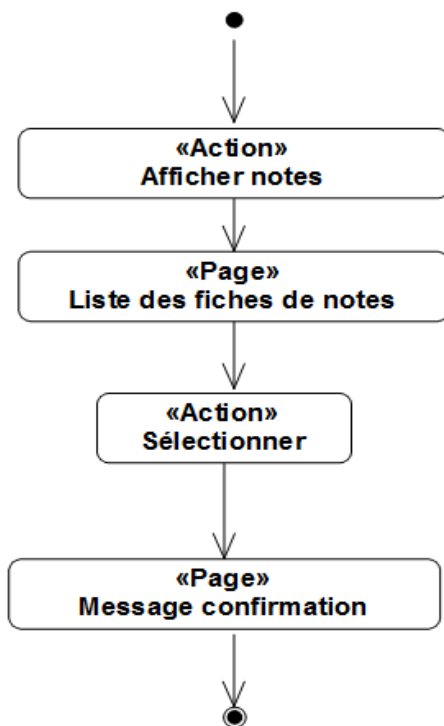 «Action»
Afficher notes
«Page»
Liste des fiches de notes
«Action»
Sélectionner
«Page»
Message confirmation